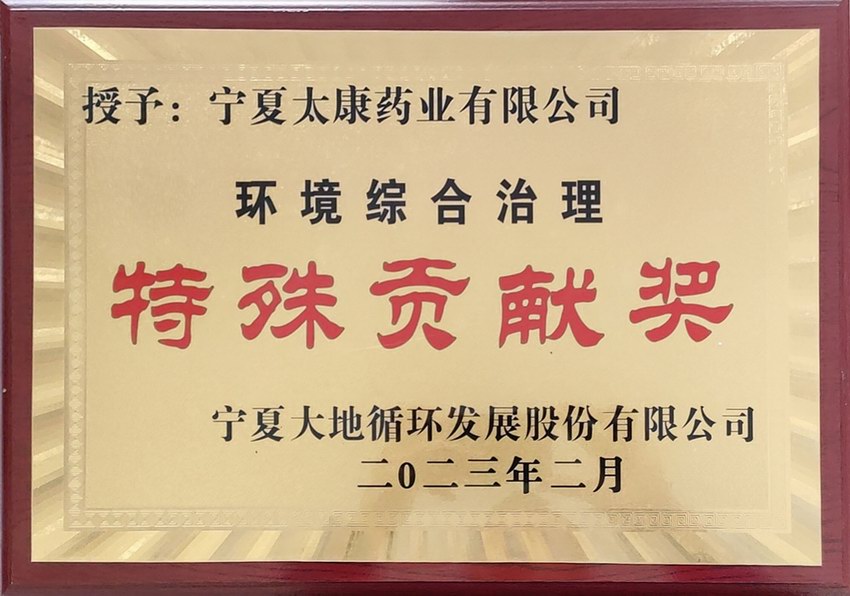 授予：宁夏太康药业有限公司
环境综合治理
特殊贡献奖
宁夏大地循环发展股份有限公司
二0二三年二月